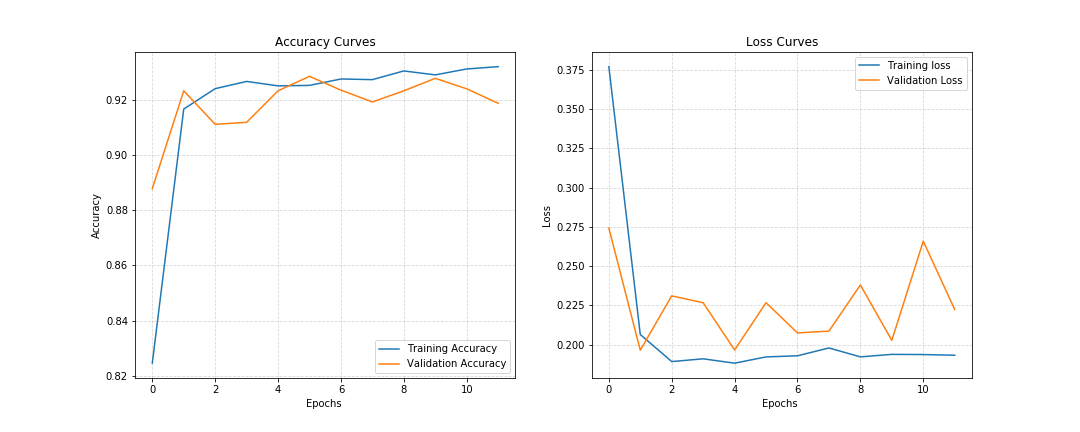 Accuracy Curves
Accuracy
0.92
0.90
0.88
0.86
0.84
0.82
0 2 4 6 8 10
Epochs
Training Accuracy
Validation Accuracy
Loss Curves
Loss
0.375
0.350
0.325
0.300
0.275
0.250
0.225
0.200
0 2 4 6 8 10
Epochs
Training loss
Validation Loss